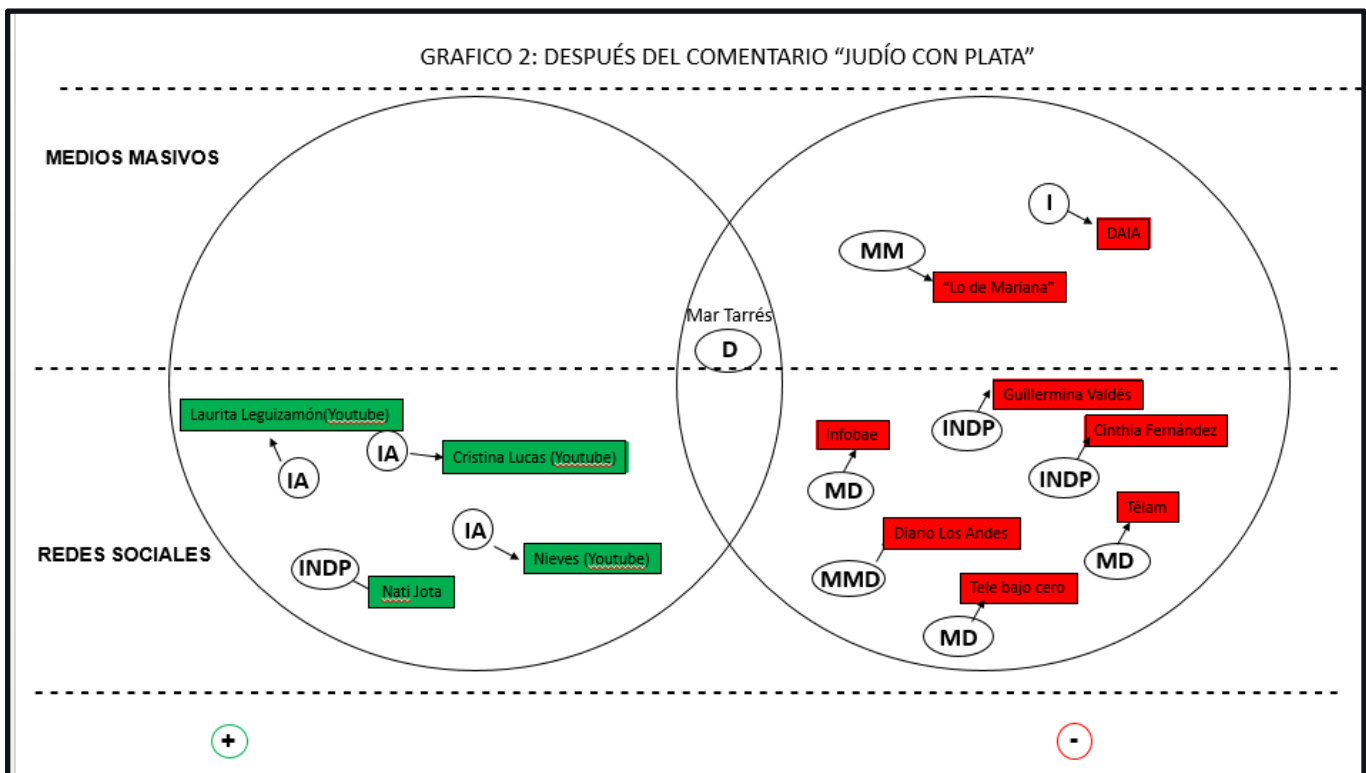 GRAFICO 2: DESPUÉS DEL COMENTARIO “JUDÍO CON PLATA”
MEDIOS MASIVOS
I
DAIA
MM
“Lo de Mariana”
Mar Tarrés
D
Laurita Leguizamón(Youtube)
IA
IA
Cristina Lucas (Youtube)
IA
Nieves (Youtube)
REDES SOCIALES
INDP
Nati Jota
Guillermina Valdés
INDP
Cinthia Fernández
INDP
Infobae
MD
Télam
MD
Diario Los Andes
MMD
Tele bajo cero
MD
+
-